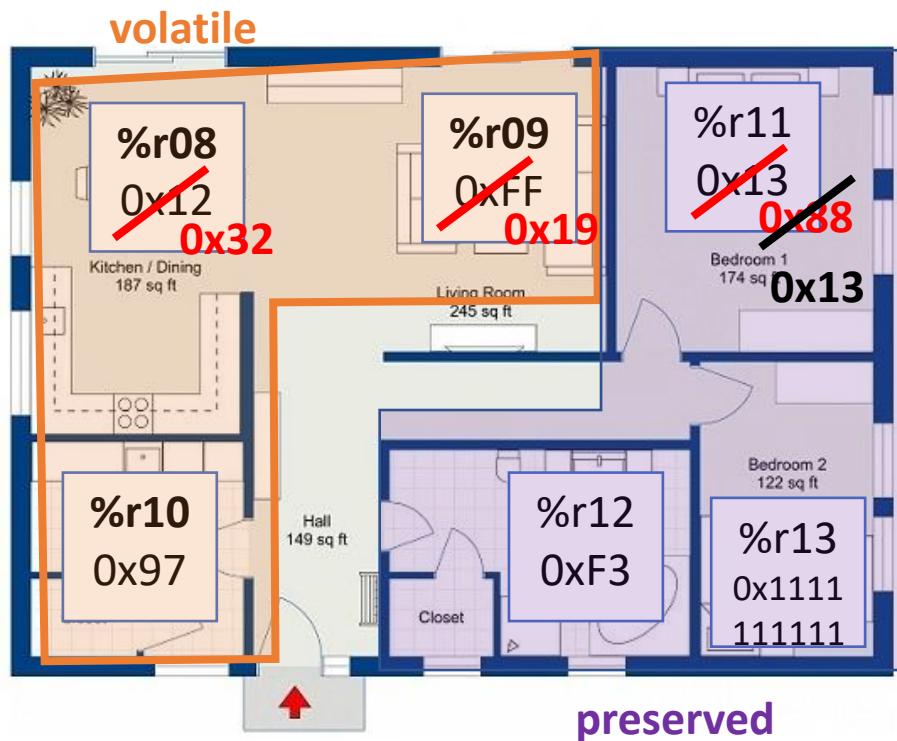 volatile
%r08
0x12
0x32
Kitchen / Dining
187 sq ft
%r09
0xFF
0x19
Living Room
245 sq ft
%r11
0x13
0x88
Bedroom 1
174 sq ft
0x13
%r10
0x97
Hall
149 sq ft
Closet
%r12
0xF3
Bedroom 2
122 sq ft
%r13
0x1111
111111
preserved